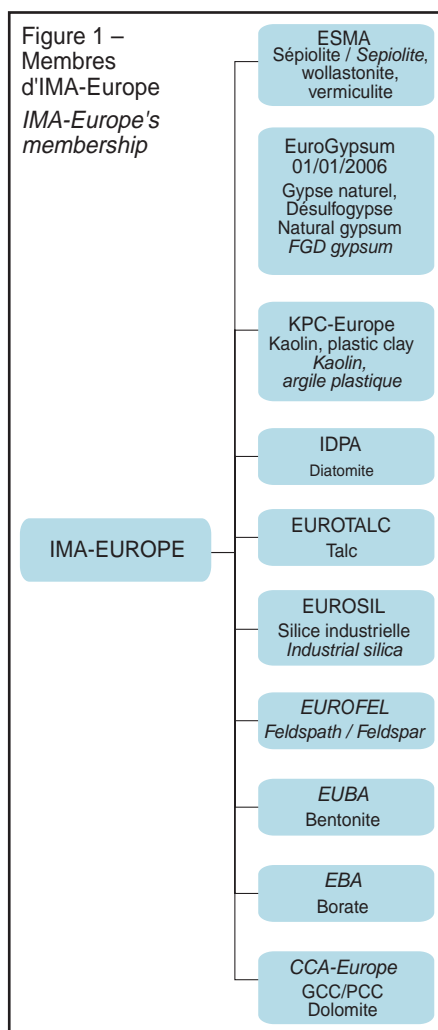 Figure 1 –
Membres
d'IMA-Europe
IMA-Europe's
membership
ESMA
Sépiolite / Sepiolite,
wollastonite,
vermiculite
EuroGypsum
01/01/2006
Gypse naturel,
Désulfogypse
Natural gypsum
FGD gypsum
KPC-Europe
Kaolin, plastic clay
Kaolin,
argile plastique
IDPA
Diatomite
IMA-EUROPE
EUROTALC
Talc
EUROSIL
Silice industrielle
Industrial silica
EUROFEL
Feldspath / Feldspar
EUBA
Bentonite
EBA
Borate
CCA-Europe
GCC/PCC
Dolomite